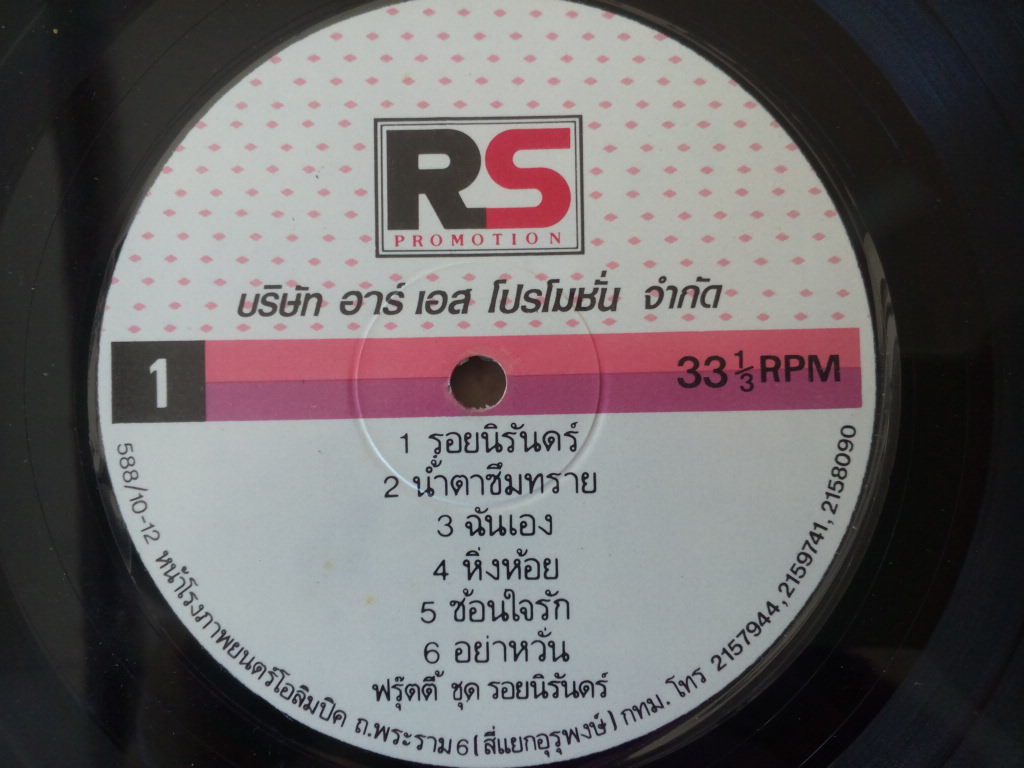 RS
PROMOTION
บริษัท อาร์ เอส โปรโมชั่น จำกัด
1
33 1/3 RPM
1 รอยนิรันดร์
2 น้ำตาซึมทราย
3 ฉันเอง
4 หิ่งห้อย
5 ซ้อนใจรัก
6 อย่าหวั่น
ฟรุ๊ตตี้ ชุด รอยนิรันดร์
588/10-12 หน้าโรงภาพยนตร์โอลิมปิค ถ.พระราม 6 (สี่แยกอุรุพงษ์) กทม. โทร 2157944, 2159741, 2158090